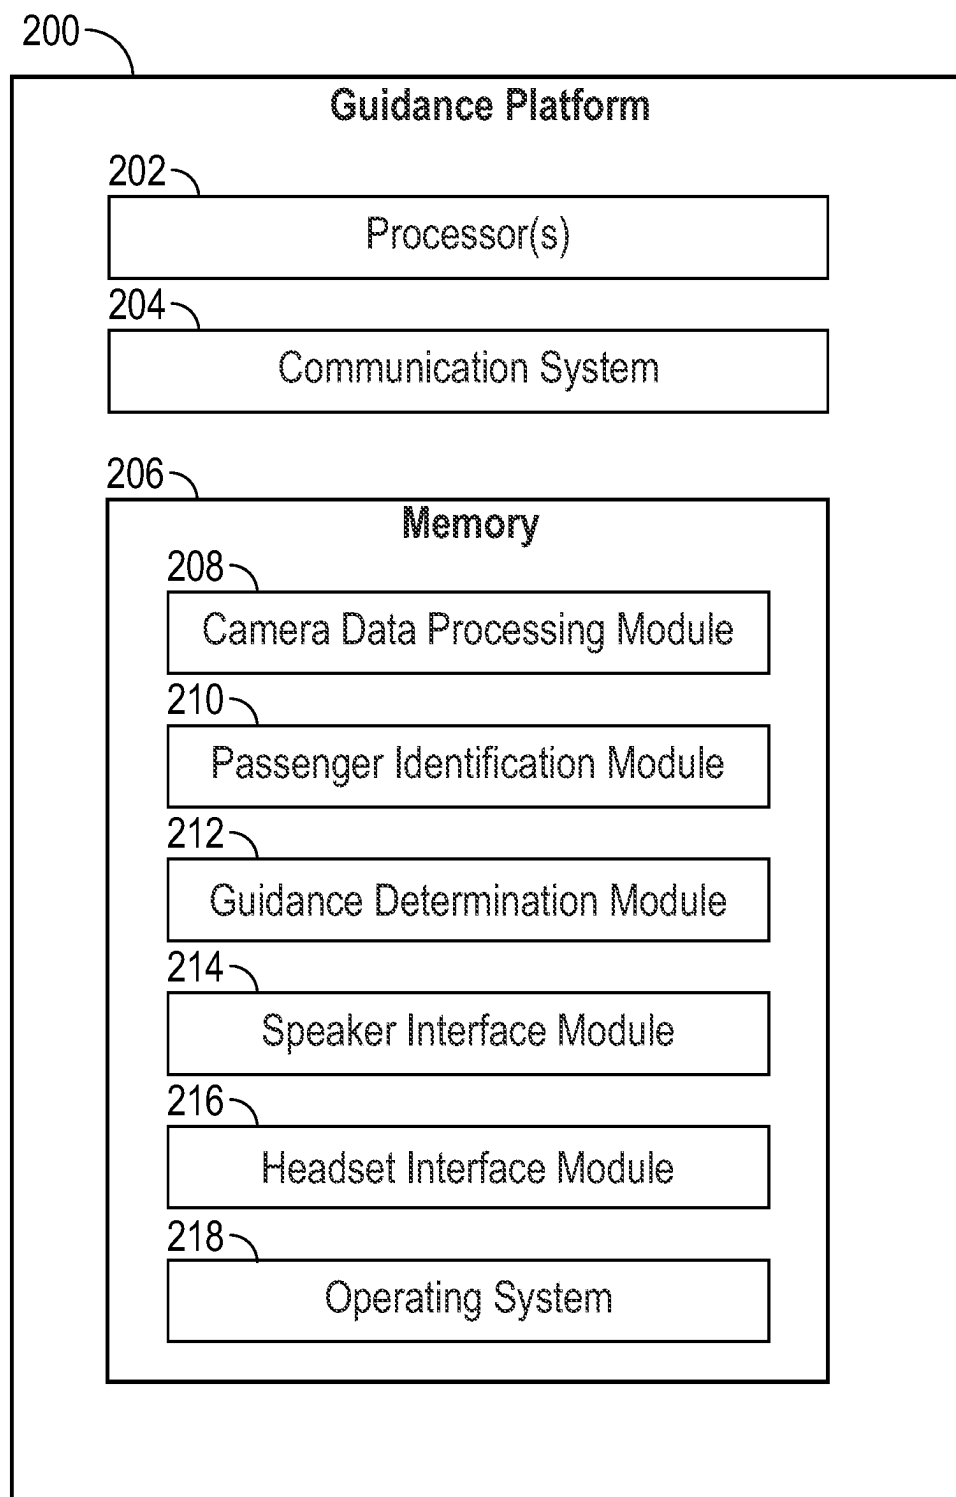 200
Guidance Platform
202
Processor(s)
204
Communication System
206
Memory
208
Camera Data Processing Module
210
Passenger Identification Module
212
Guidance Determination Module
214
Speaker Interface Module
216
Headset Interface Module
218
Operating System